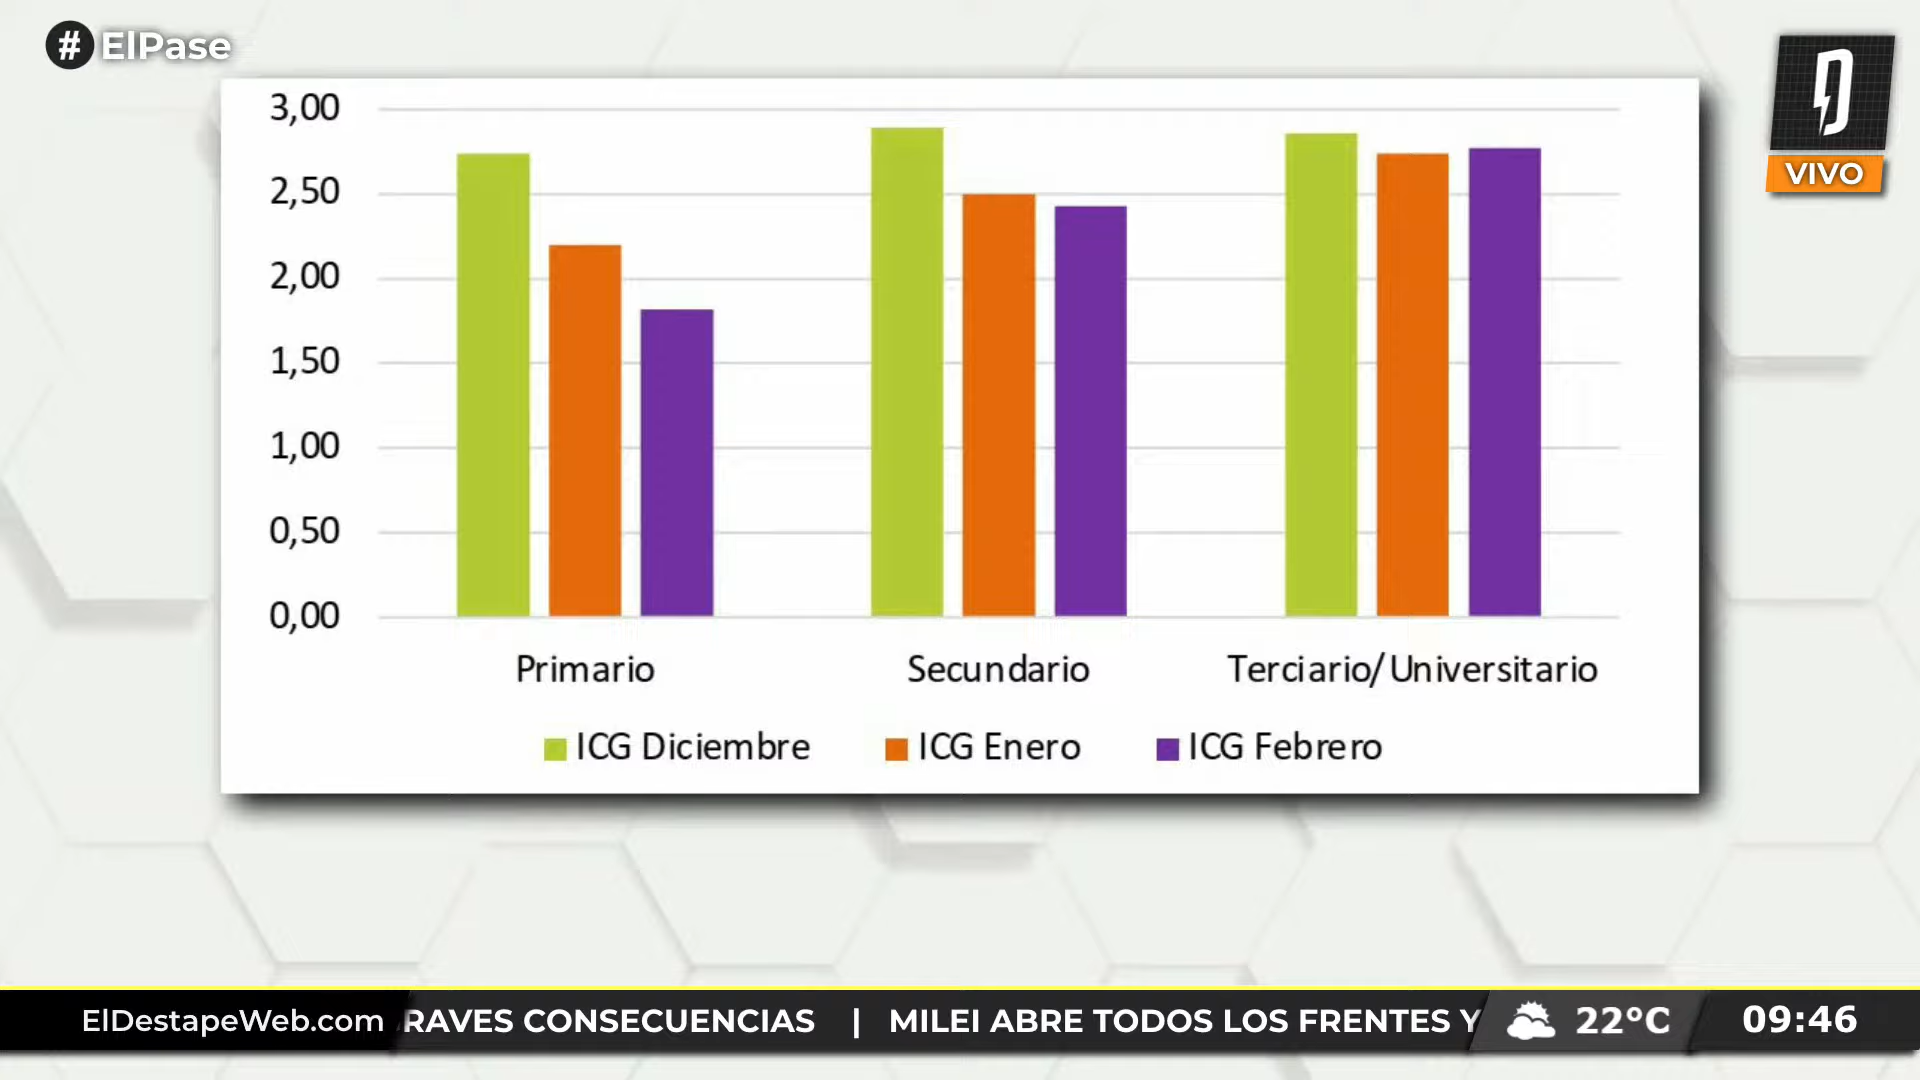 # ElPase
VIVO
3,00
2,50
2,00
1,50
1,00
0,50
0,00
Primario Secundario Terciario/Universitario
ICG Diciembre ICG Enero ICG Febrero
ElDestapeWeb.com RAVES CONSECUENCIAS | MILEI ABRE TODOS LOS FRENTES Y 22°C 09:46